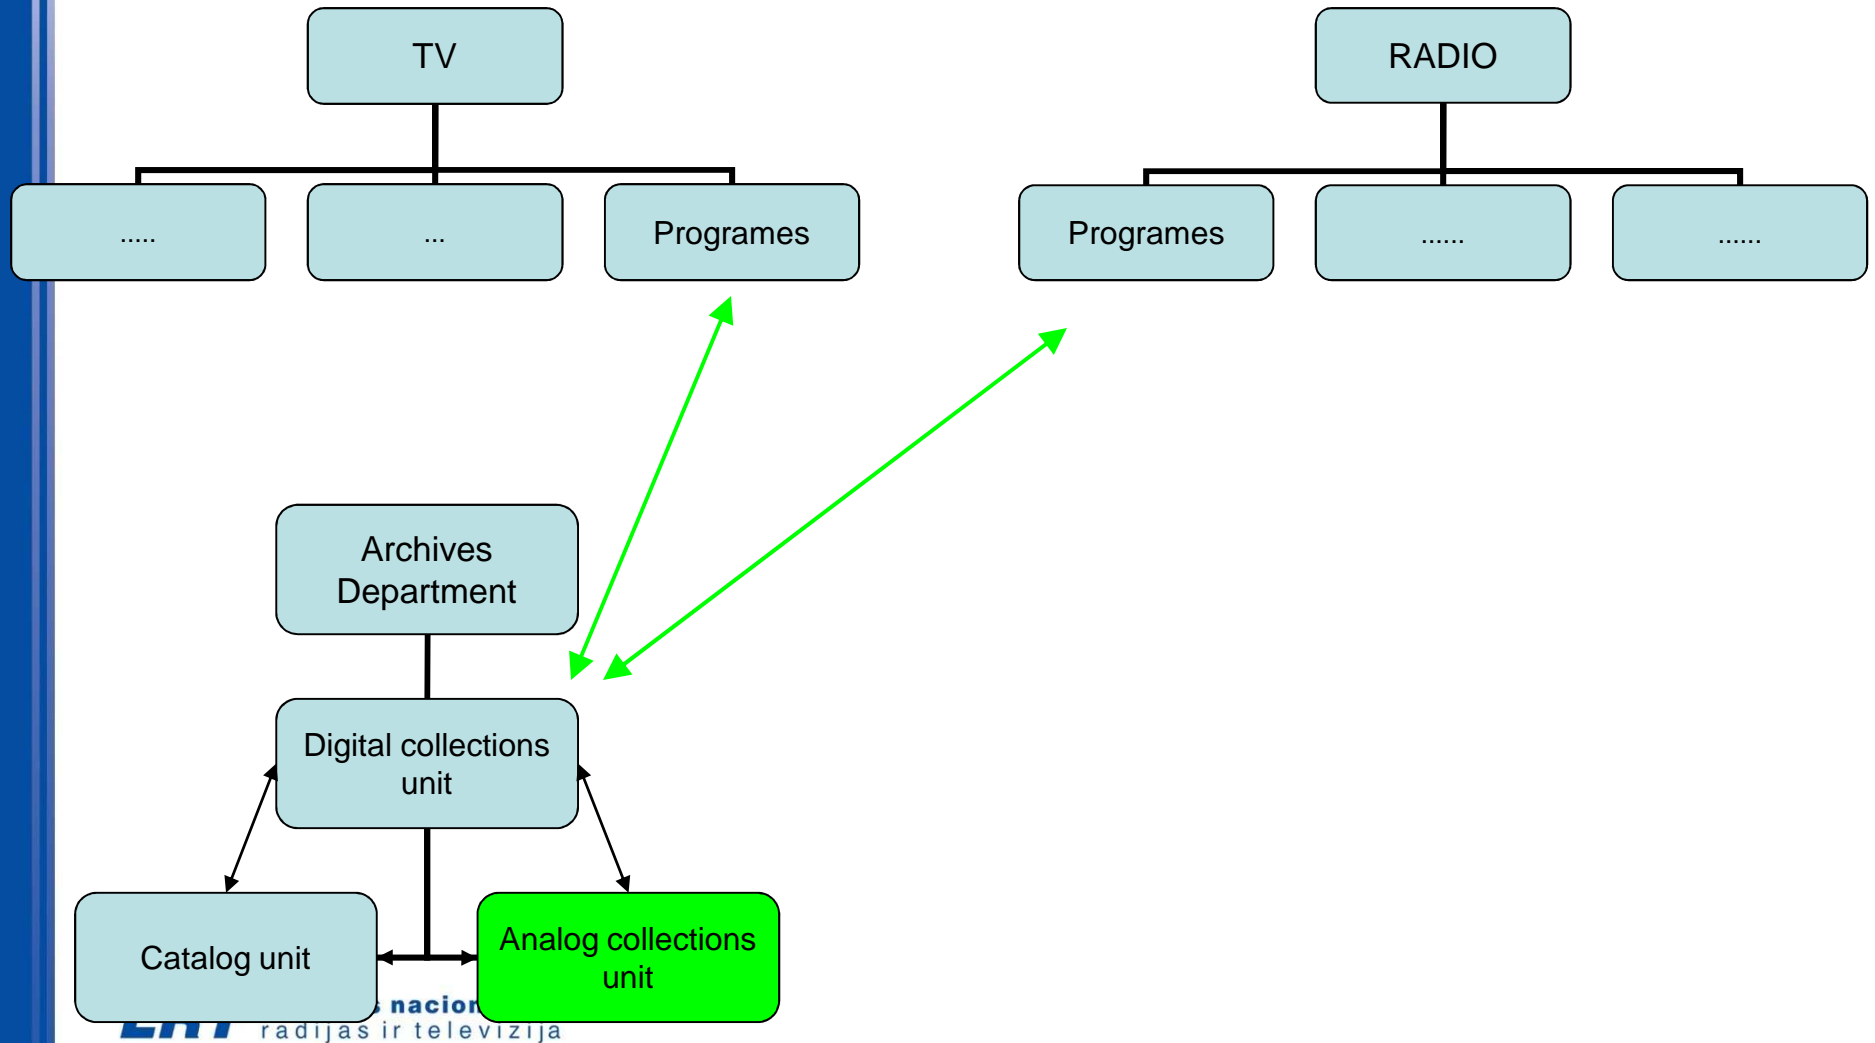 TV
RADIO
.....
...
Programes
Programes
......
......
Archives
Department
Digital collections
unit
Catalog unit
Analog collections
unit
nacion
radijas ir televizija